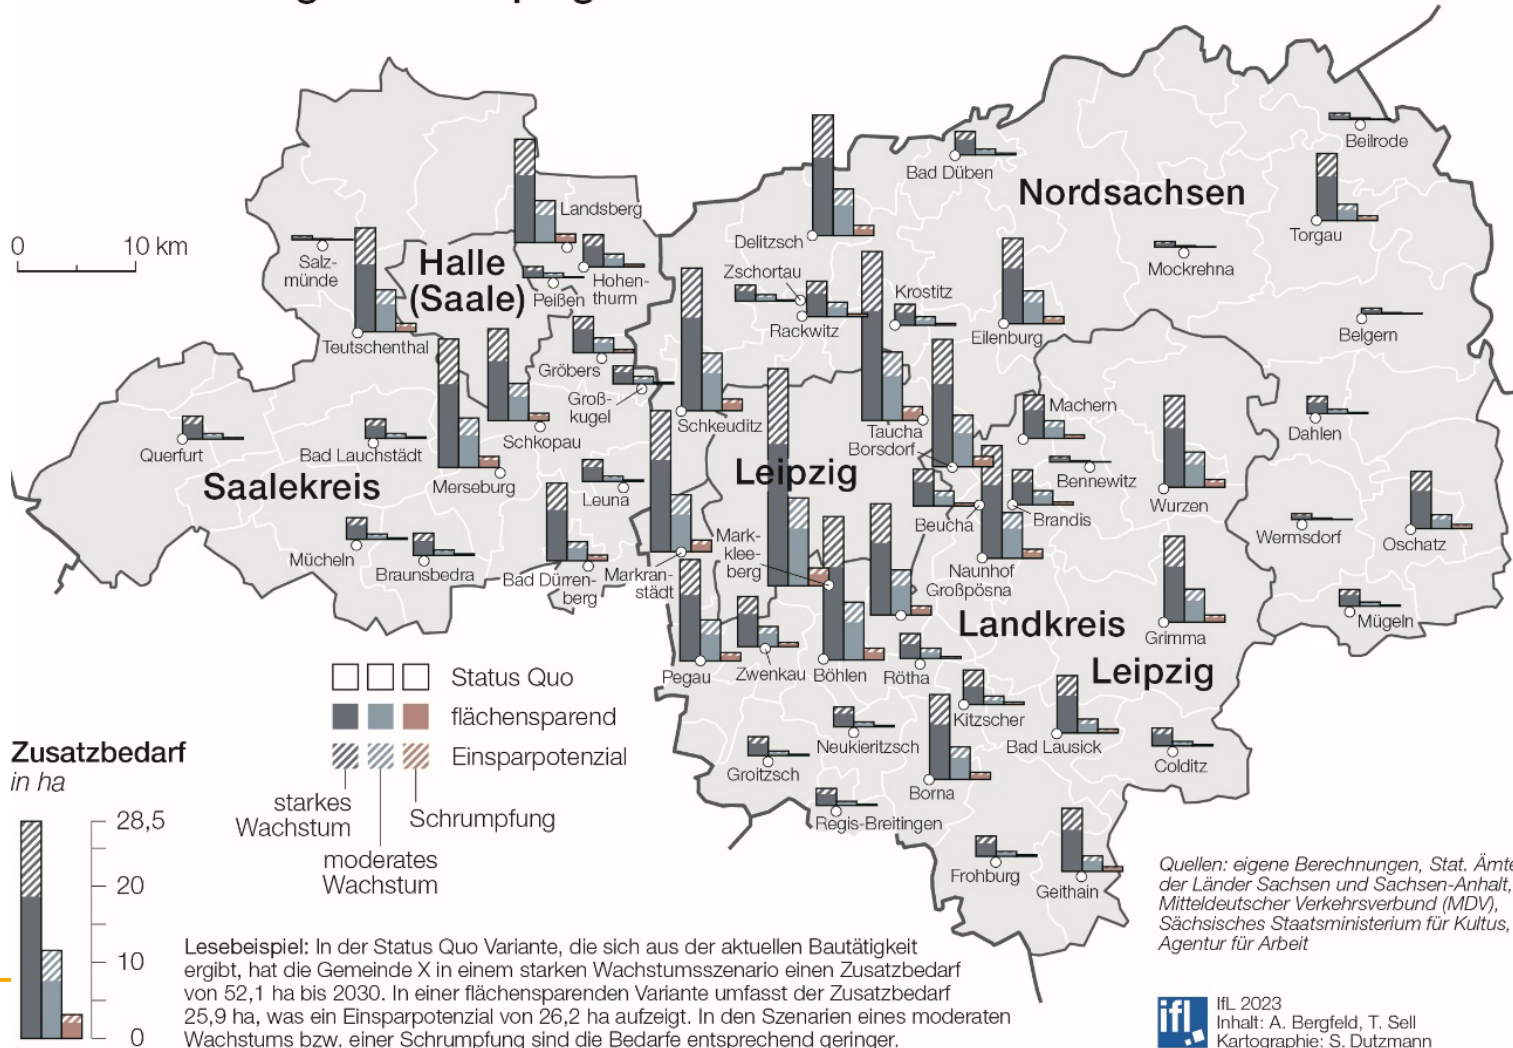 Beilrode
Bad Düben
Nordsachsen
Landsberg
Torgau
Delitzsch
0 10 km
Halle
(Saale)
Salz-
münde
Hohen-
thurm
Peißen
Zschortau
Mockrehna
Krostitz
Rackwitz
Eilenburg
Belgern
Teutschenthal
Gröbers
Groß-
kugel
Machern
Schkeuditz
Taucha
Borsdorf
Dahlen
Schkopau
Querfurt
Bad Lauchstädt
Saalekreis
Merseburg
Leuna
Leipzig
Bennewitz
Wurzen
Beucha
Brandis
Wermsdorf
Oschatz
Mücheln
Braunsbedra
Bad Dürren-
berg
Markran-
städt
Mark-
klee-
berg
Naunhof
Großpösna
Landkreis
Leipzig
Grimma
Mügeln
Pegau
Zwenkau
Böhlen
Rötha
Kitzscher
Neukieritzsch
Bad Lausick
Groitzsch
Colditz
Borna
Regis-Breitingen
Frohburg
Geithain
Status Quo
flächensparend
Einsparpotenzial
starkes
Wachstum
Schrumpfung
moderates
Wachstum
Zusatzbedarf
in ha
28,5
20
10
0
Lesebeispiel: In der Status Quo Variante, die sich aus der aktuellen Bautätigkeit
ergibt, hat die Gemeinde X in einem starken Wachstumsszenario einen Zusatzbedarf
von 52,1 ha bis 2030. In einer flächensparenden Variante umfasst der Zusatzbedarf
25,9 ha, was ein Einsparpotenzial von 26,2 ha aufzeigt. In den Szenarien eines moderaten
Wachstums bzw. einer Schrumpfung sind die Bedarfe entsprechend geringer.
Quellen: eigene Berechnungen, Stat. Ämte
der Länder Sachsen und Sachsen-Anhalt,
Mitteldeutscher Verkehrsverbund (MDV),
Sächsisches Staatsministerium für Kultus,
Agentur für Arbeit
ifl
IfL 2023
Inhalt: A. Bergfeld, T. Sell
Kartographie: S. Dutzmann